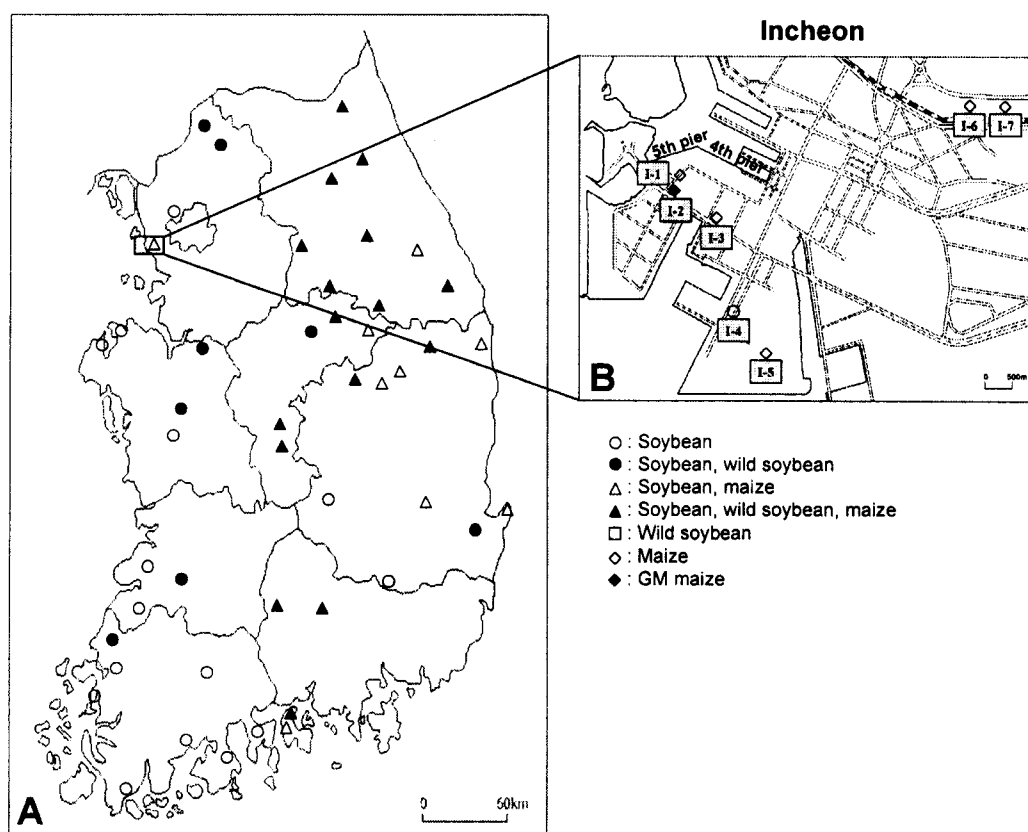 Incheon
5th pier
4th pier
I-6
I-7
I-1
I-2
I-3
I-4
I-5
B
0 500m
○ : Soybean
● : Soybean, wild soybean
△ : Soybean, maize
▲ : Soybean, wild soybean, maize
□ : Wild soybean
◇ : Maize
◆ : GM maize
A
0 50km